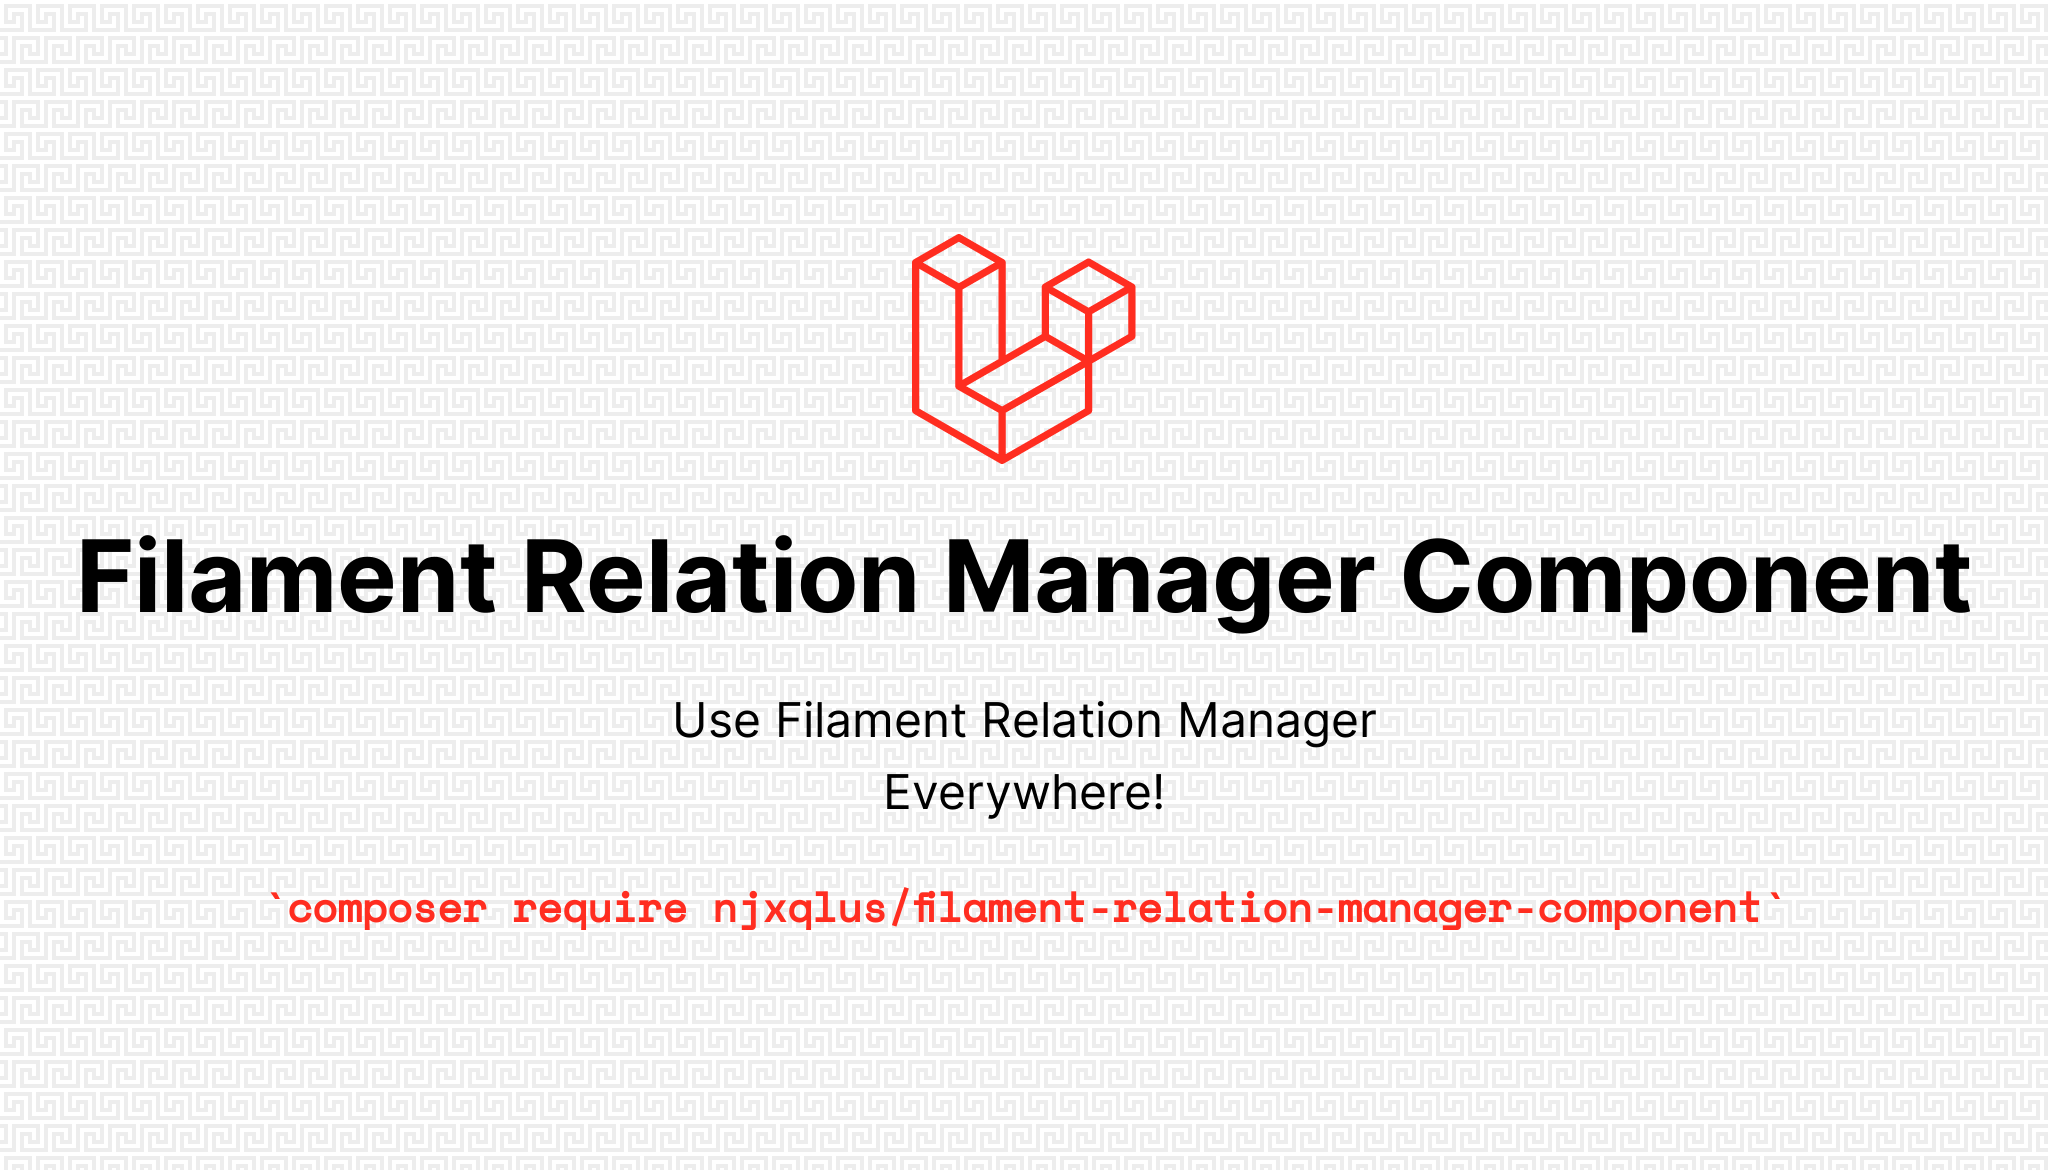 Filament Relation Manager Component
Use Filament Relation Manager
Everywhere!
`composer require njxqlus/filament-relation-manager-component`